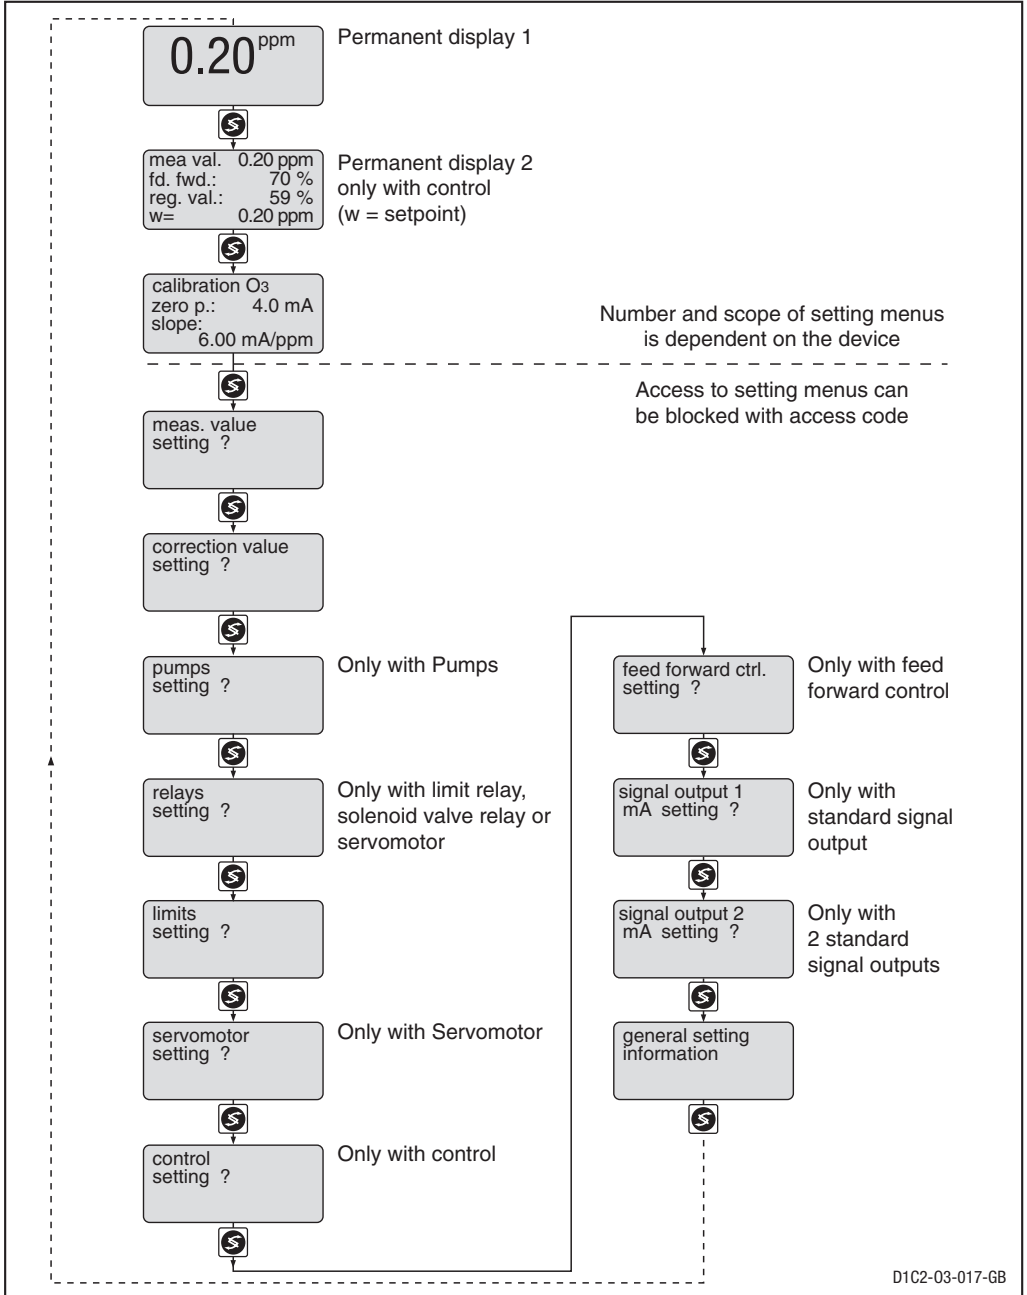 0.20 ppm
Permanent display 1
mea val. 0.20 ppm
fd. fwd.: 70 %
reg. val.: 59 %
w= 0.20 ppm
Permanent display 2
only with control
(w = setpoint)
calibration O3
zero p.: 4.0 mA
slope:
6.00 mA/ppm
Number and scope of setting menus
is dependent on the device
Access to setting menus can
be blocked with access code
meas. value
setting ?
correction value
setting ?
pumps
setting ?
Only with Pumps
relays
setting ?
Only with limit relay,
solenoid valve relay or
servomotor
limits
setting ?
servomotor
setting ?
Only with Servomotor
control
setting ?
Only with control
feed forward ctrl.
setting ?
Only with feed
forward control
signal output 1
mA setting ?
Only with
standard signal
output
signal output 2
mA setting ?
Only with
2 standard
signal outputs
general setting
information
D1C2-03-017-GB